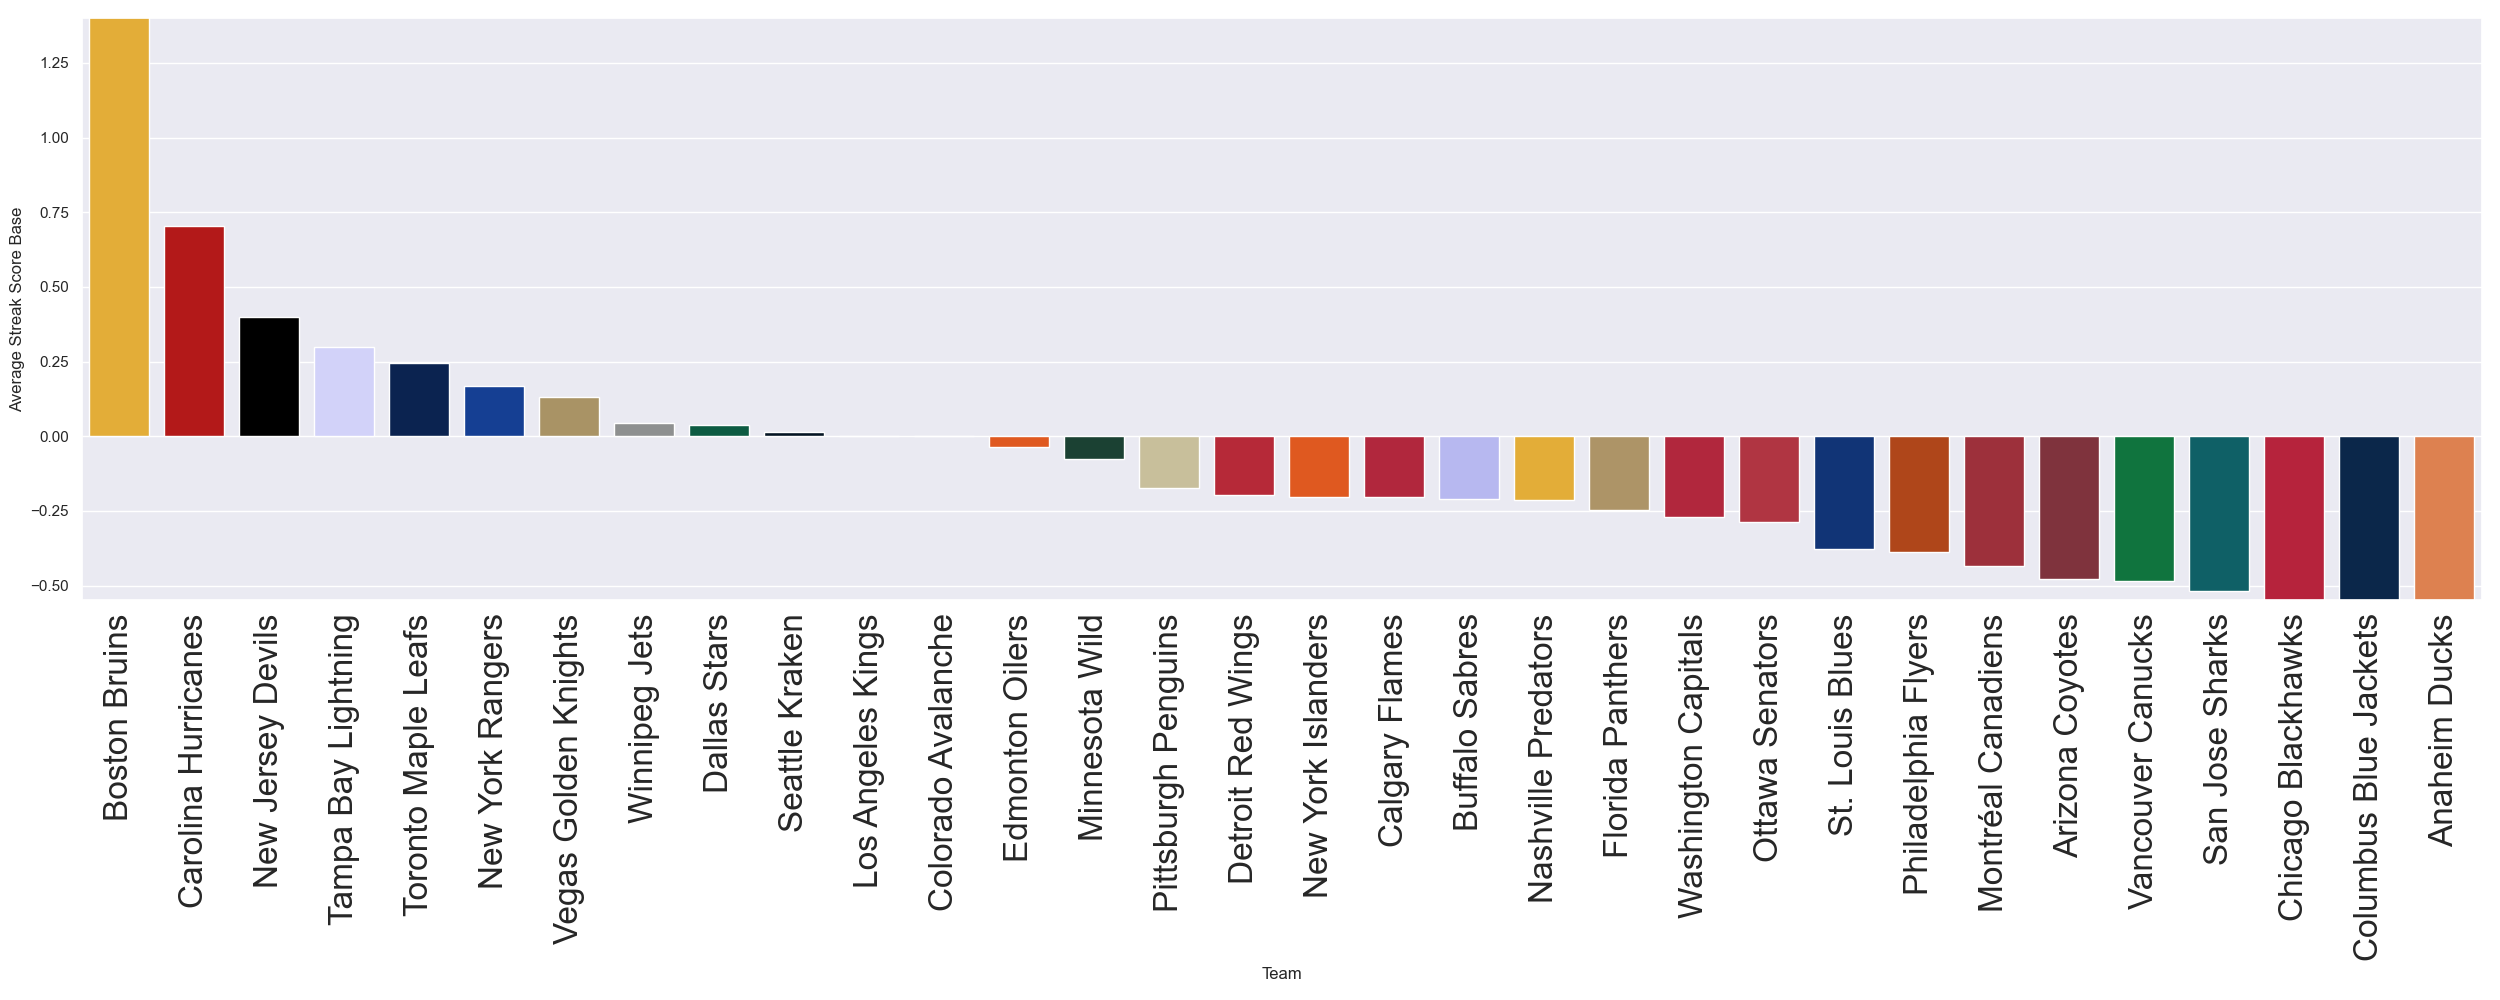 Average Streak Score Base
1.25
1.00
0.75
0.50
0.25
0.00
−0.25
−0.50
Boston Bruins
Carolina Hurricanes
New Jersey Devils
Tampa Bay Lightning
Toronto Maple Leafs
New York Rangers
Vegas Golden Knights
Winnipeg Jets
Dallas Stars
Seattle Kraken
Los Angeles Kings
Colorado Avalanche
Edmonton Oilers
Minnesota Wild
Pittsburgh Penguins
Detroit Red Wings
New York Islanders
Calgary Flames
Buffalo Sabres
Nashville Predators
Florida Panthers
Washington Capitals
Ottawa Senators
St. Louis Blues
Philadelphia Flyers
Montréal Canadiens
Arizona Coyotes
Vancouver Canucks
San Jose Sharks
Chicago Blackhawks
Columbus Blue Jackets
Anaheim Ducks
Team